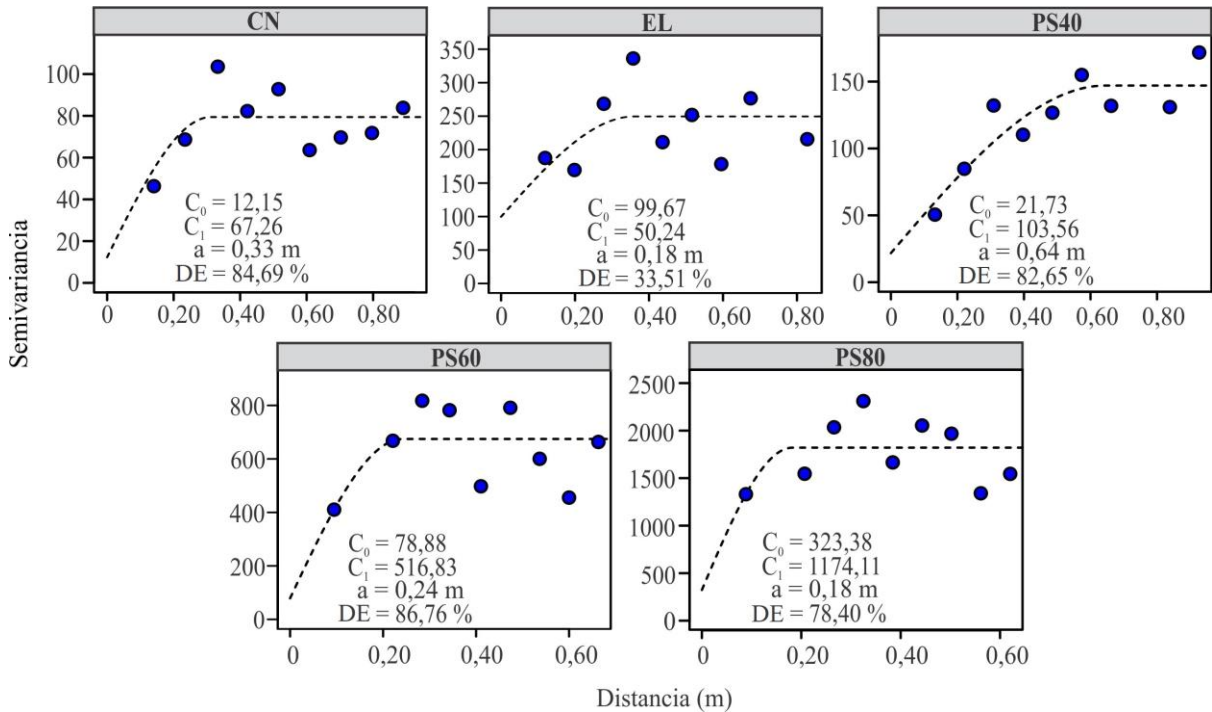 CN
EL
PS40
Semivariancia
100
80
60
40
20
0
C₀ = 12,15
C₁ = 67,26
a = 0,33 m
DE = 84,69 %
0 0,20 0,40 0,60 0,80
350
300
250
200
150
100
50
0
C₀ = 99,67
C₁ = 50,24
a = 0,18 m
DE = 33,51 %
0 0,20 0,40 0,60 0,80
150
100
50
0
C₀ = 21,73
C₁ = 103,56
a = 0,64 m
DE = 82,65 %
0 0,20 0,40 0,60 0,80
PS60
PS80
800
600
400
200
0
C₀ = 78,88
C₁ = 516,83
a = 0,24 m
DE = 86,76 %
0 0,20 0,40 0,60
2500
2000
1500
1000
500
0
C₀ = 323,38
C₁ = 1174,11
a = 0,18 m
DE = 78,40 %
0 0,20 0,40 0,60
Distancia (m)